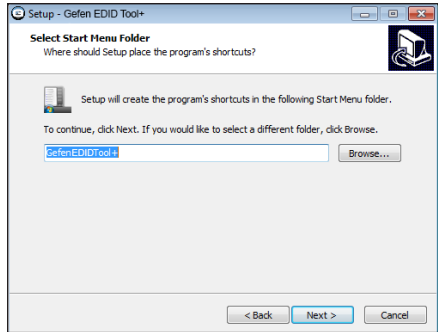 Setup - Gefen EDID Tool+
Select Start Menu Folder
Where should Setup place the program's shortcuts?
Setup will create the program's shortcuts in the following Start Menu folder.
To continue, click Next. If you would like to select a different folder, click Browse.
GefenEDIDTool+
Browse...
< Back
Next >
Cancel